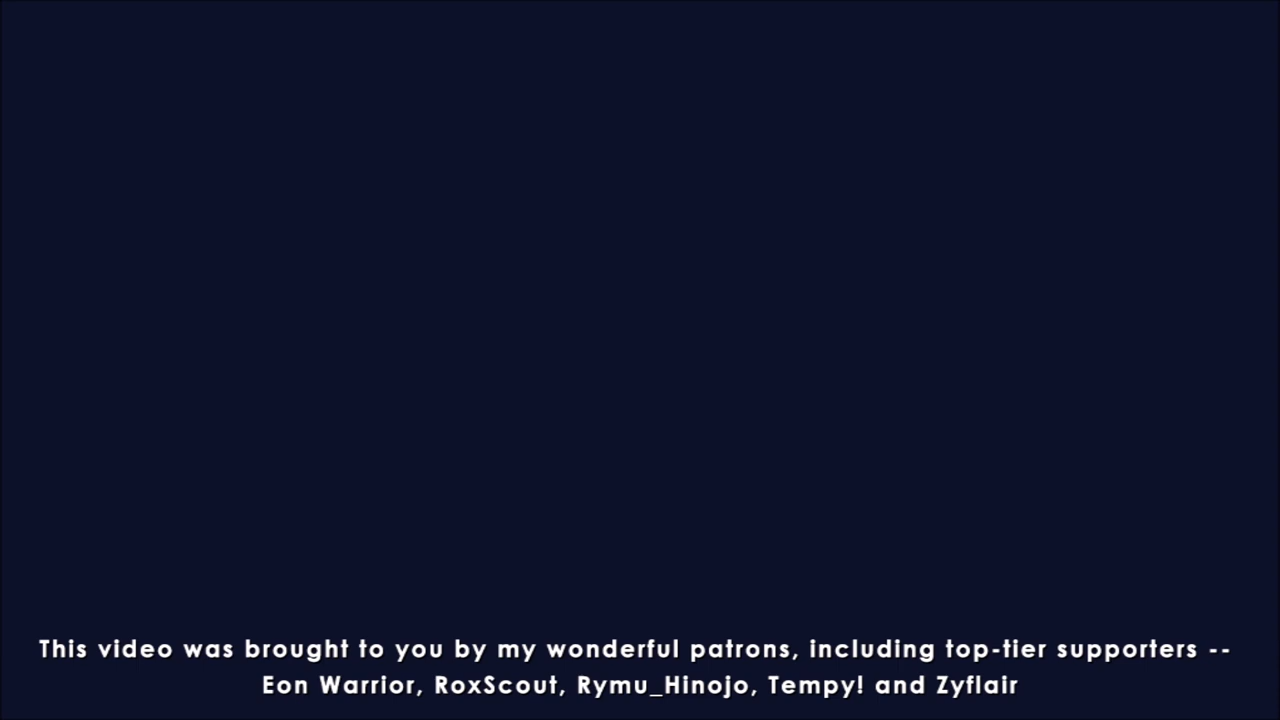 This video was brought to you by my wonderful patrons, including top-tier supporters --
Eon Warrior, RoxScout, Rymu_Hinojo, Tempy! and Zyflair